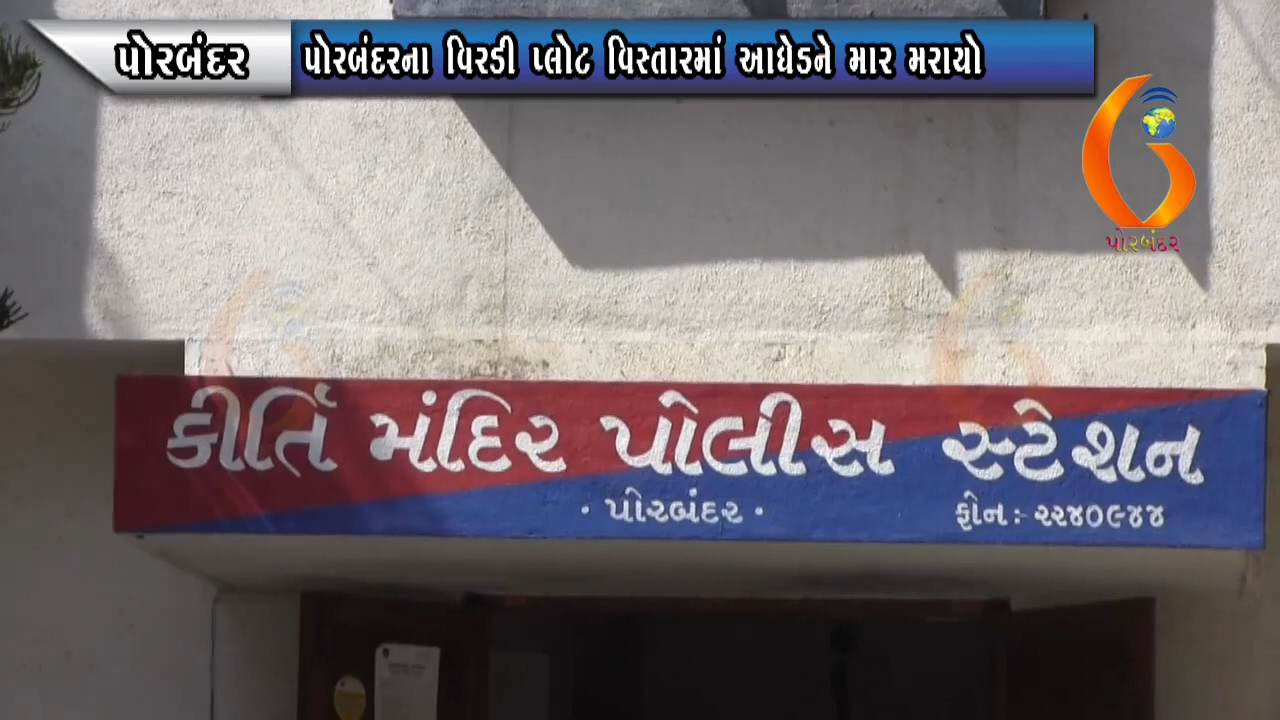 પોરબંદર
પોરબંદરના વિરડી પ્લોટ વિસ્તારમાં આધેડને માર મરાયો
પોરબંદર
કીર્તિ મંદિર પોલીસ સ્ટેશન
· પોરબંદર ·
ફોન :- ૨૨૪૦૯૪૪